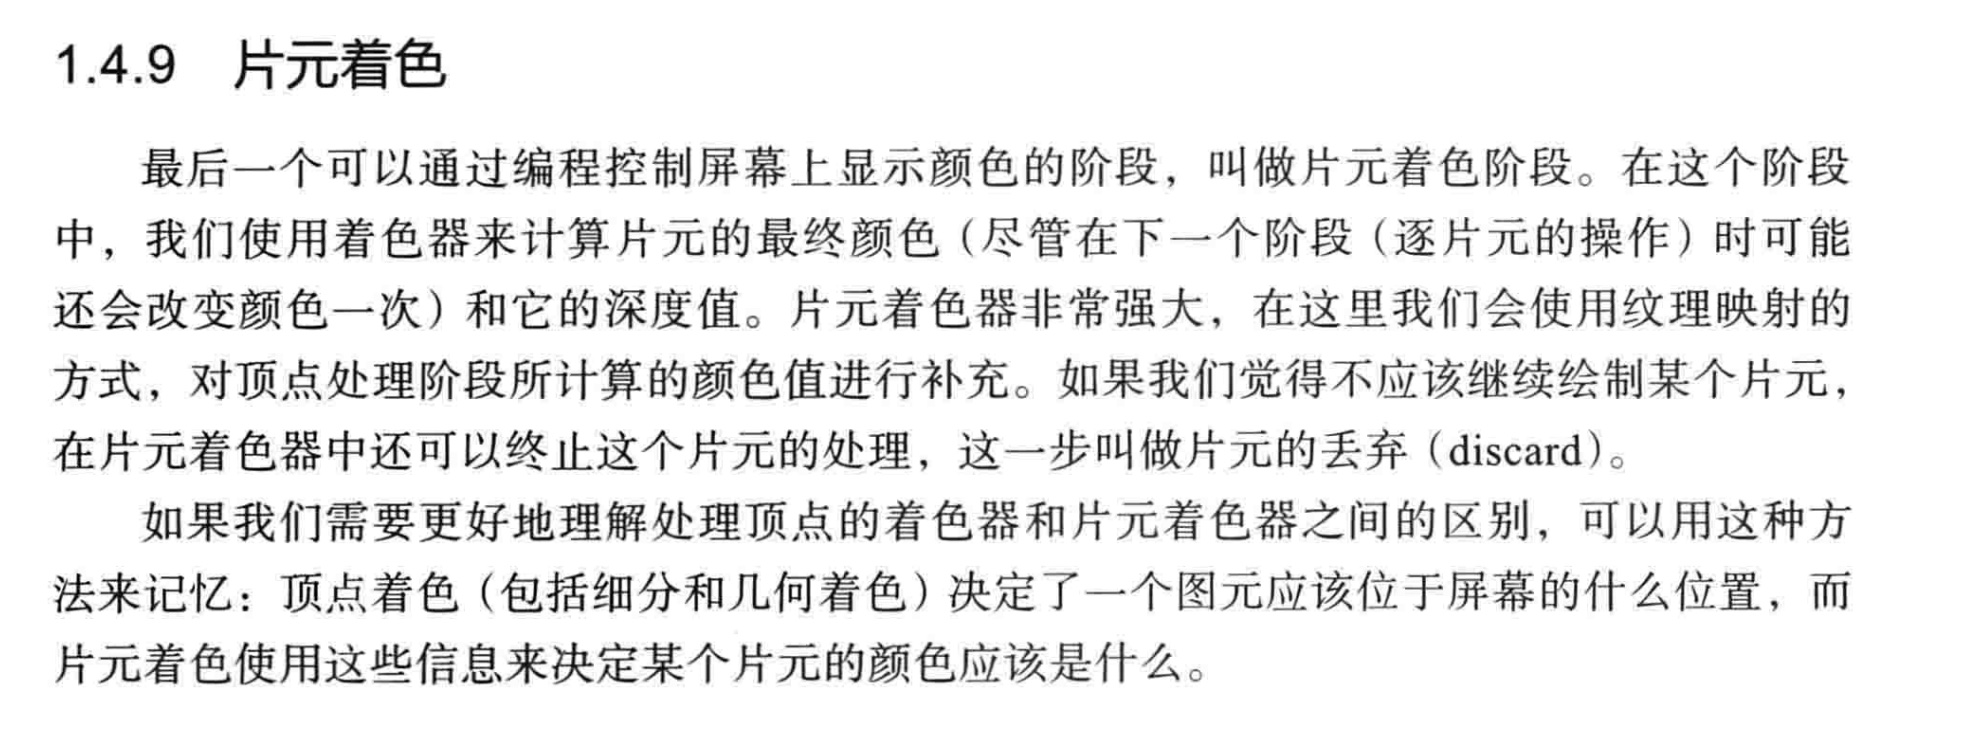 1.4.9 片元着色
最后一个可以通过编程控制屏幕上显示颜色的阶段，叫做片元着色阶段。在这个阶段
中，我们使用着色器来计算片元的最终颜色（尽管在下一个阶段（逐片元的操作）时可能
还会改变颜色一次）和它的深度值。片元着色器非常强大，在这里我们会使用纹理映射的
方式，对顶点处理阶段所计算的颜色值进行补充。如果我们觉得不应该继续绘制某个片元，
在片元着色器中还可以终止这个片元的处理，这一步叫做片元的丢弃（discard）。
如果我们需要更好地理解处理顶点的着色器和片元着色器之间的区别，可以用这种方
法来记忆：顶点着色（包括细分和几何着色）决定了一个图元应该位于屏幕的什么位置，而
片元着色使用这些信息来决定某个片元的颜色应该是什么。